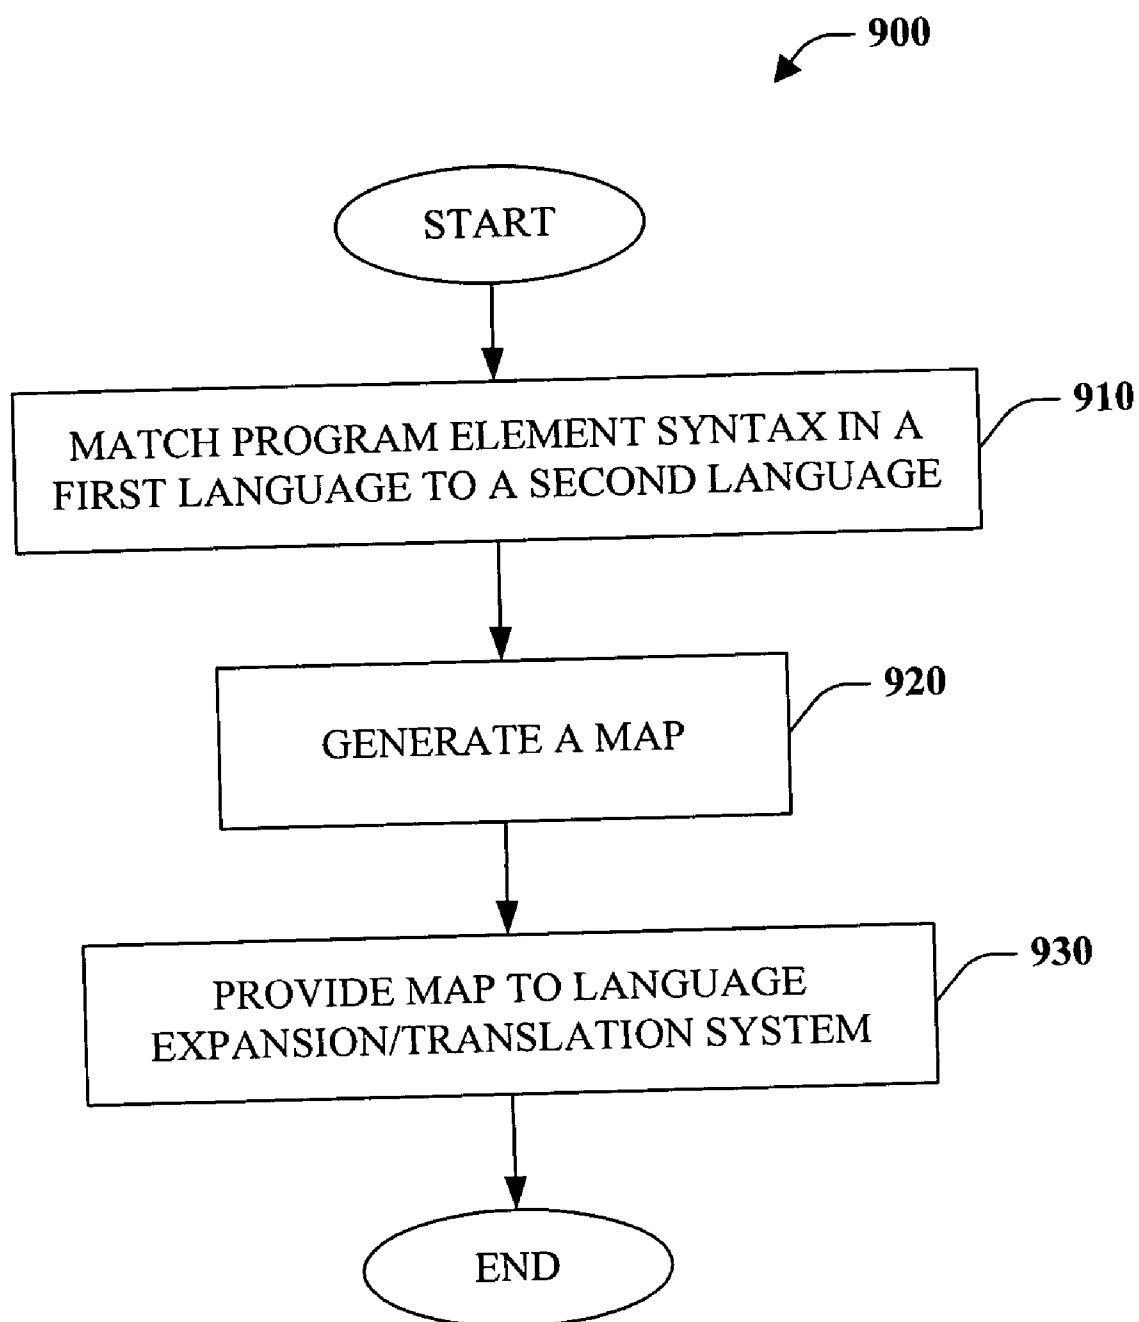 900
START
MATCH PROGRAM ELEMENT SYNTAX IN A
FIRST LANGUAGE TO A SECOND LANGUAGE
910
GENERATE A MAP
920
PROVIDE MAP TO LANGUAGE
EXPANSION/TRANSLATION SYSTEM
930
END